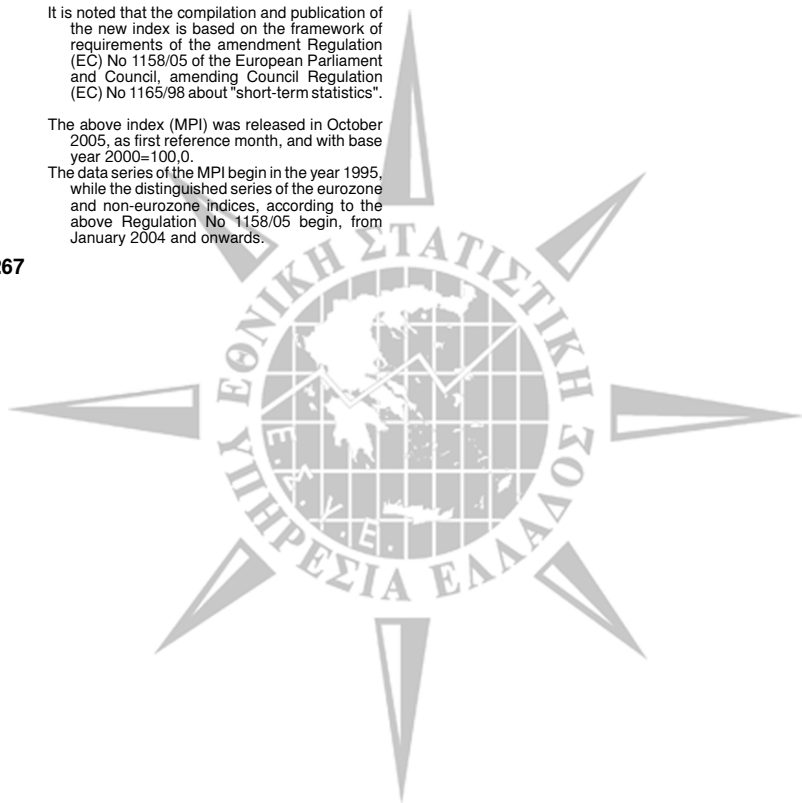 It is noted that the compilation and publication of
the new index is based on the framework of
requirements of the amendment Regulation
(EC) No 1158/05 of the European Parliament
and Council, amending Council Regulation
(EC) No 1165/98 about "short-term statistics".
The above index (MPI) was released in October
2005, as first reference month, and with base
year 2000=100,0.
The data series of the MPI begin in the year 1995,
while the distinguished series of the eurozone
and non-eurozone indices, according to the
above Regulation No 1158/05 begin, from
January 2004 and onwards.
267
ΕΘΝΙΚΗ ΣΤΑΤΙΣΤΙΚΗ
ΥΠΗΡΕΣΙΑ ΕΛΛΑΔΟΣ
Ε.Σ.Υ.Ε.